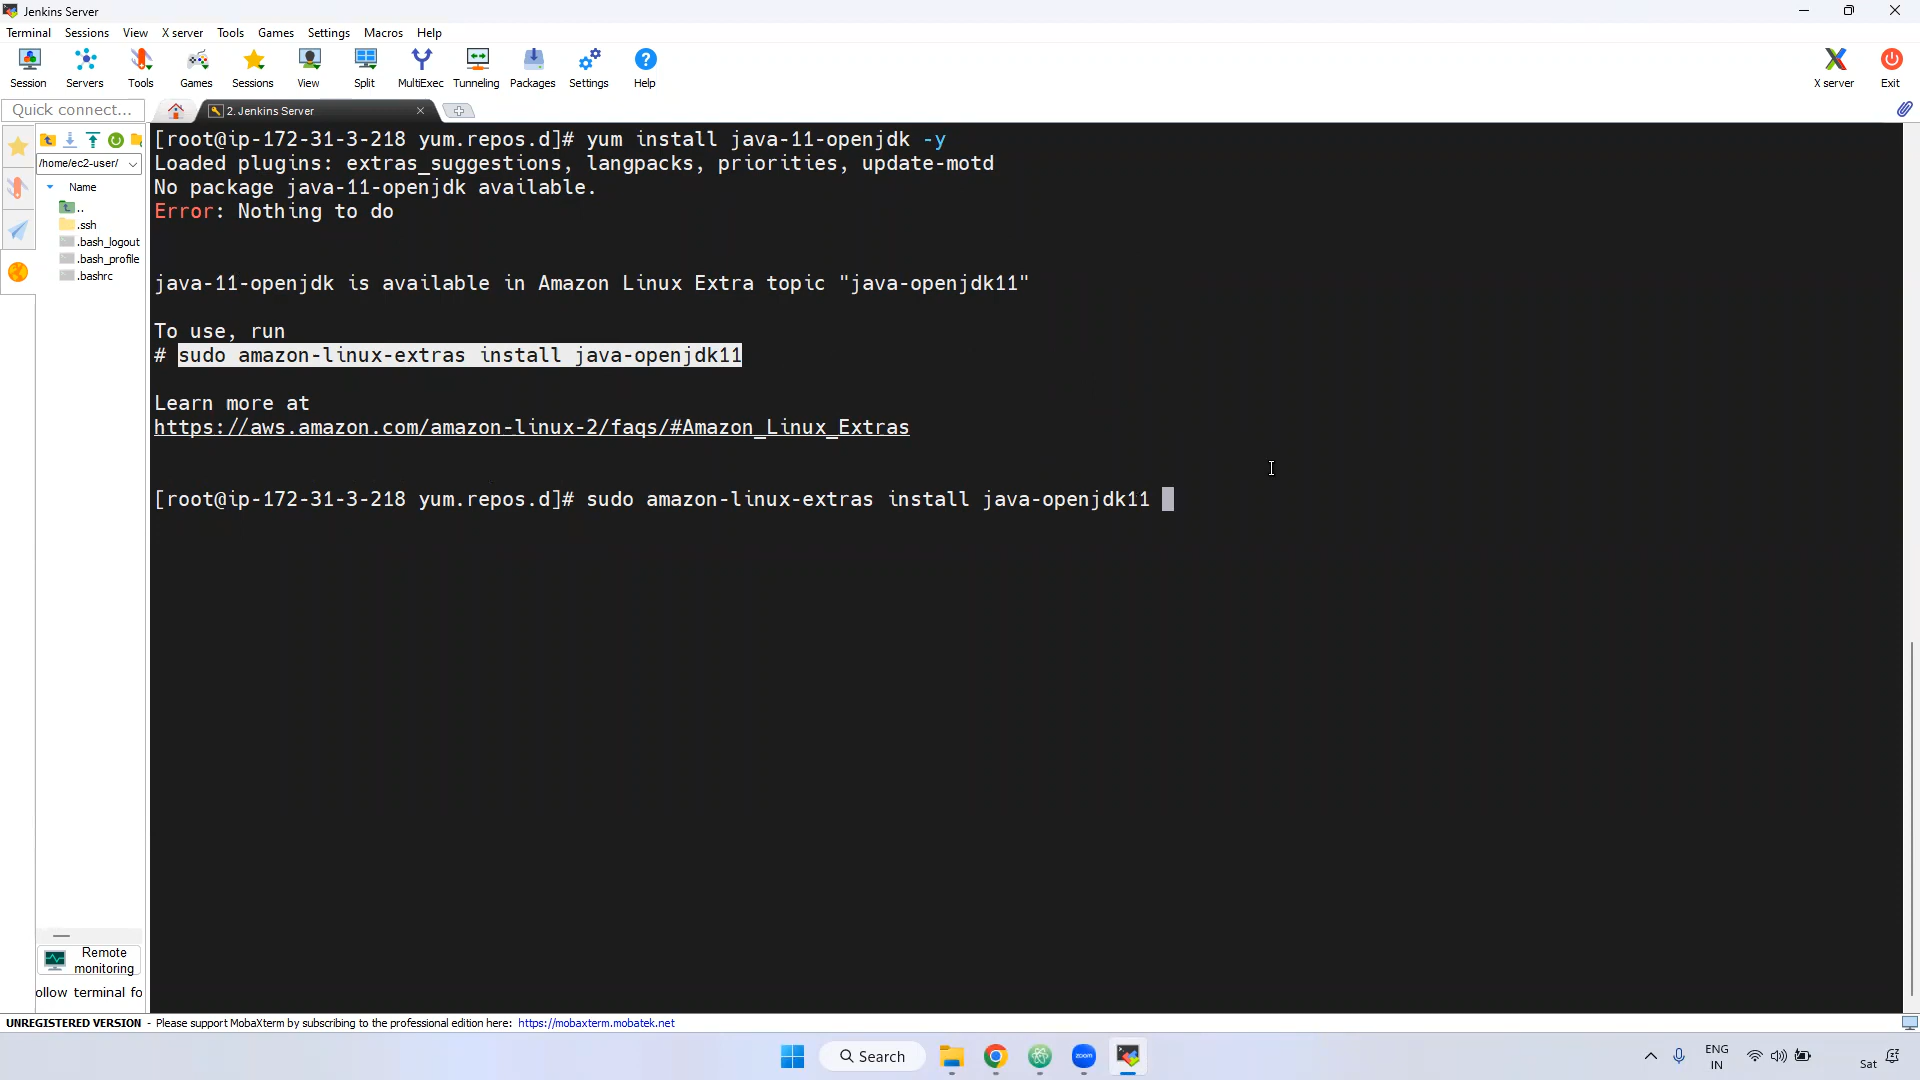 Jenkins Server
Terminal Sessions View X server Tools Games Settings Macros Help
Session Servers Tools Games Sessions View Split MultiExec Tunneling Packages Settings Help X server Exit
Quick connect... 2. Jenkins Server
/home/ec2-user/
Name
..
.ssh
.bash_logout
.bash_profile
.bashrc
[root@ip-172-31-3-218 yum.repos.d]# yum install java-11-openjdk -y
Loaded plugins: extras_suggestions, langpacks, priorities, update-motd
No package java-11-openjdk available.
Error: Nothing to do
java-11-openjdk is available in Amazon Linux Extra topic "java-openjdk11"
To use, run
# sudo amazon-linux-extras install java-openjdk11
Learn more at
https://aws.amazon.com/amazon-linux-2/faqs/#Amazon_Linux_Extras
[root@ip-172-31-3-218 yum.repos.d]# sudo amazon-linux-extras install java-openjdk11
Remote
monitoring
ollow terminal fo
UNREGISTERED VERSION - Please support MobaXterm by subscribing to the professional edition here: https://mobaxterm.mobatek.net
Search
zoom
ENG
IN
Sat